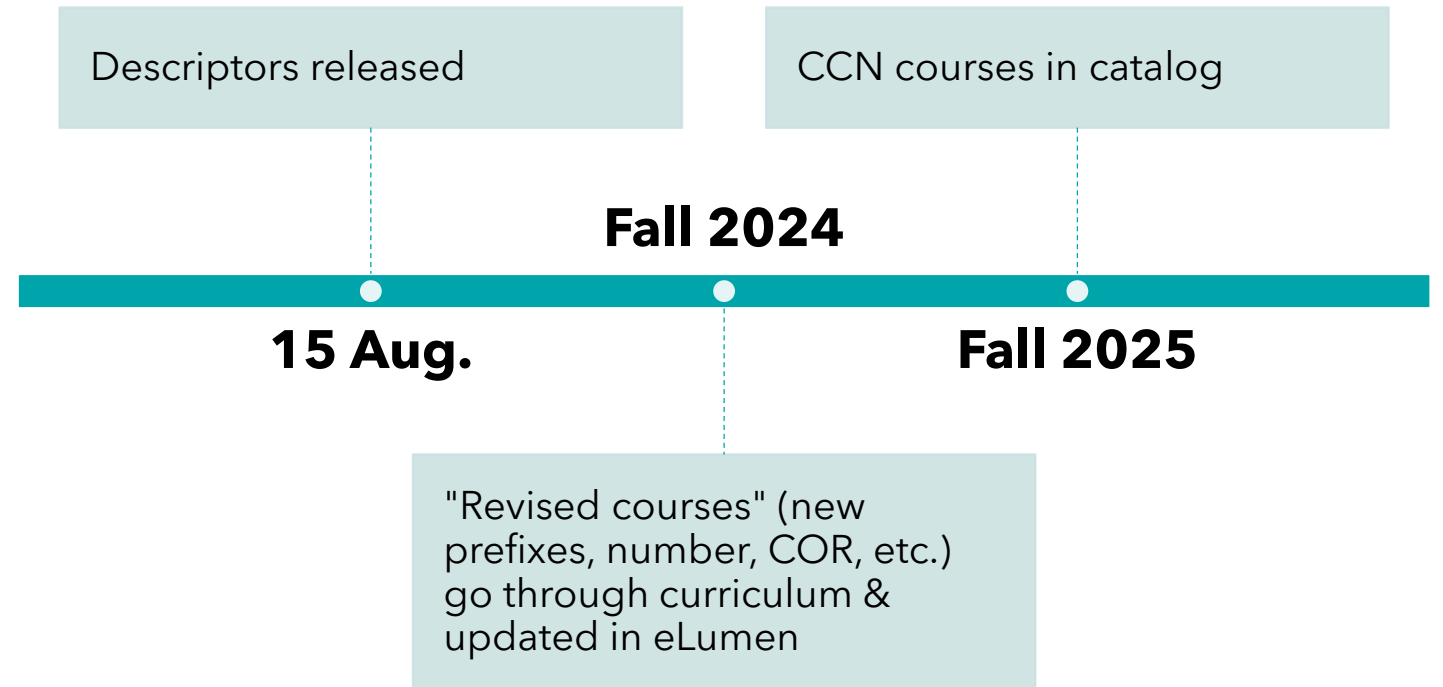 Descriptors released
CCN courses in catalog
Fall 2024
15 Aug.
Fall 2025
"Revised courses" (new
prefixes, number, COR, etc.)
go through curriculum &
updated in eLumen